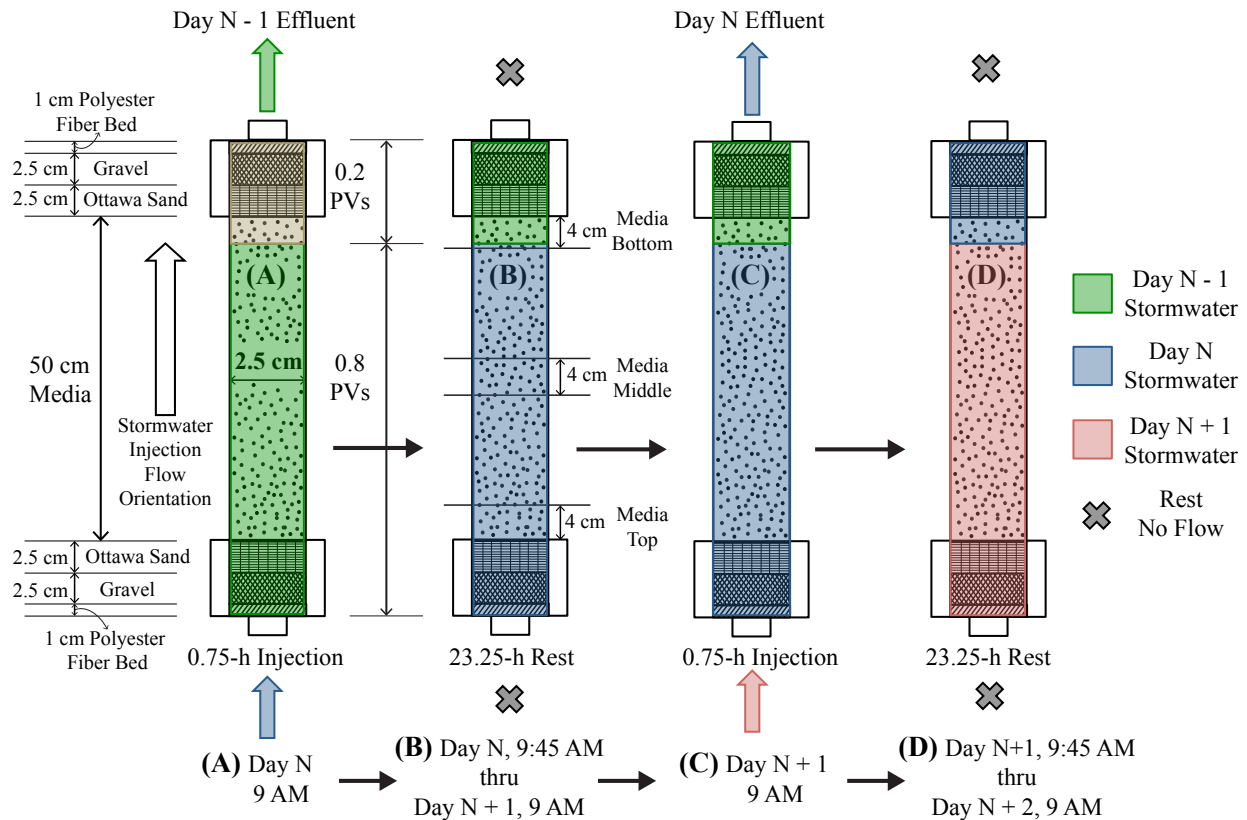 Day N - 1 Effluent
Day N Effluent
1 cm Polyester
Fiber Bed
2.5 cm
Gravel
2.5 cm
Ottawa Sand
0.2
PVs
4 cm
Media
Bottom
(A)
(B)
(C)
(D)
Day N - 1
Stormwater
50 cm
Media
2.5 cm
0.8
PVs
4 cm
Media
Middle
Day N
Stormwater
Stormwater
Injection
Flow
Orientation
Day N + 1
Stormwater
4 cm
Media
Top
Rest
No Flow
2.5 cm
Ottawa Sand
2.5 cm
Gravel
1 cm Polyester
Fiber Bed
0.75-h Injection
23.25-h Rest
0.75-h Injection
23.25-h Rest
(A) Day N
9 AM
(B) Day N, 9:45 AM
thru
Day N + 1, 9 AM
(C) Day N + 1
9 AM
(D) Day N+1, 9:45 AM
thru
Day N + 2, 9 AM